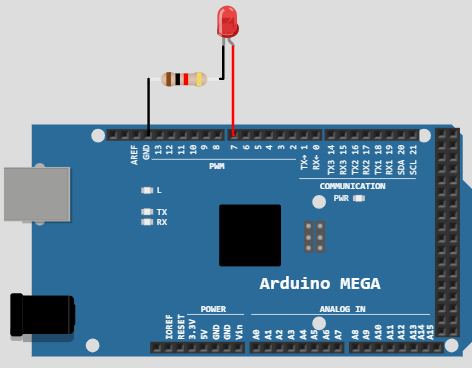 AREF
GND
13
12
11
10
9
8
7
6
5
4
3
2
TX→ 1
RX← 0
TX3 14
RX3 15
TX2 16
RX2 17
TX1 18
RX1 19
SDA 20
SCL 21
PWM
COMMUNICATION
L
PWR
TX
RX
Arduino MEGA
POWER
ANALOG IN
IOREF
RESET
3.3V
5V
GND
GND
Vin
A0
A1
A2
A3
A4
A5
A6
A7
A8
A9
A10
A11
A12
A13
A14
A15